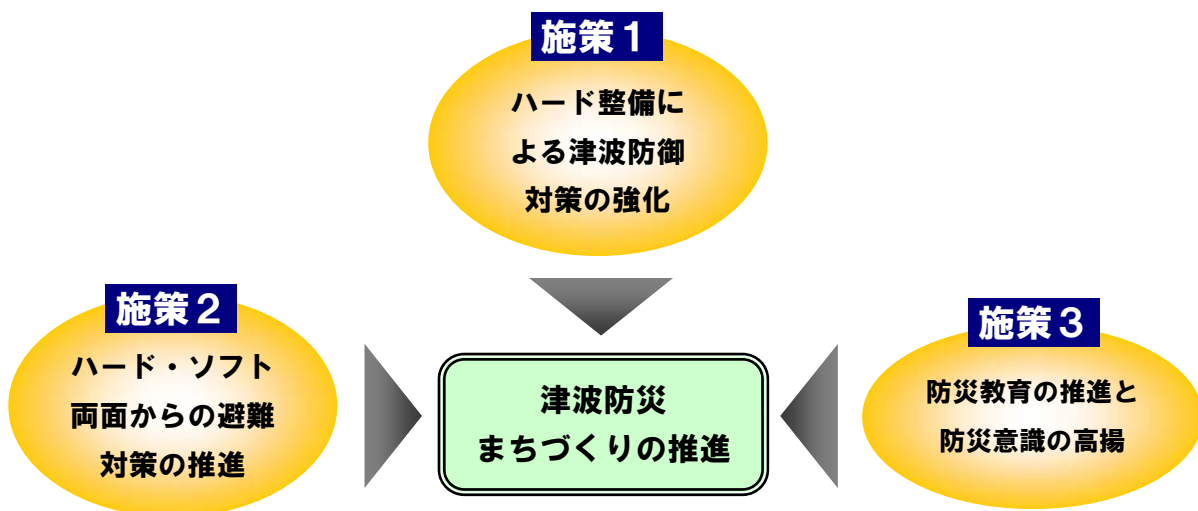 施策１
ハード整備に
よる津波防御
対策の強化
施策２
ハード・ソフト
両面からの避難
対策の推進
津波防災
まちづくりの推進
施策３
防災教育の推進と
防災意識の高揚